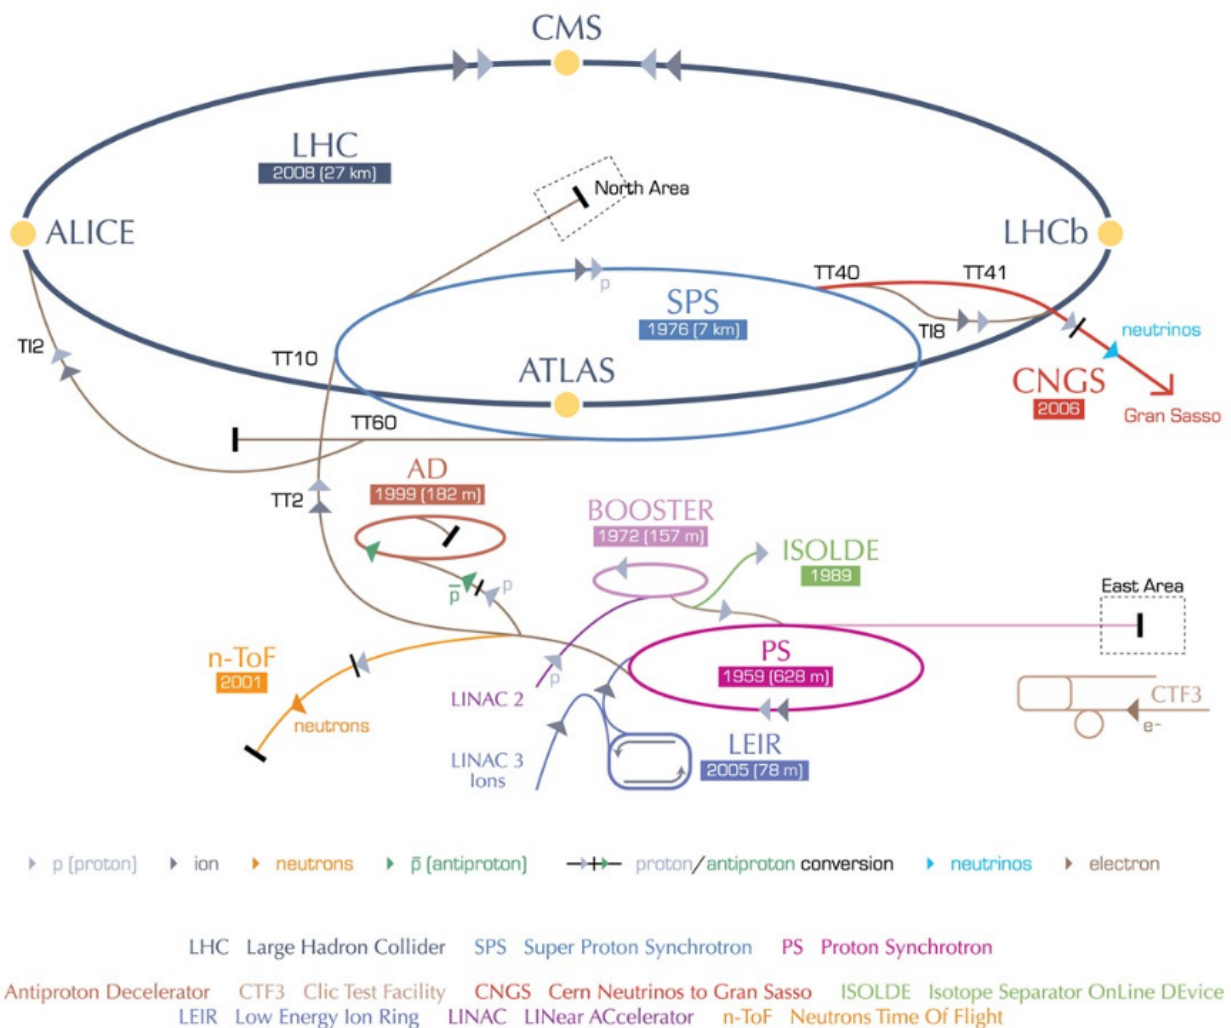 CMS
LHC
2008 (27 km)
North Area
ALICE
LHCb
TT40
TT41
p
SPS
1976 (7 km)
TI8
neutrinos
TI2
TT10
ATLAS
CNGS
2006
Gran Sasso
TT60
AD
1999 (182 m)
TT2
BOOSTER
1972 (157 m)
ISOLDE
1989
p̄
p
East Area
n-ToF
2001
PS
1959 (628 m)
LINAC 2
p
neutrons
CTF3
e-
LINAC 3
Ions
LEIR
2005 (78 m)
p (proton) ion neutrons p̄ (antiproton) proton/antiproton conversion neutrinos electron
LHC Large Hadron Collider SPS Super Proton Synchrotron PS Proton Synchrotron
Antiproton Decelerator CTF3 Clic Test Facility CNGS Cern Neutrinos to Gran Sasso ISOLDE Isotope Separator OnLine DEvice
LEIR Low Energy Ion Ring LINAC LINear ACcelerator n-ToF Neutrons Time Of Flight